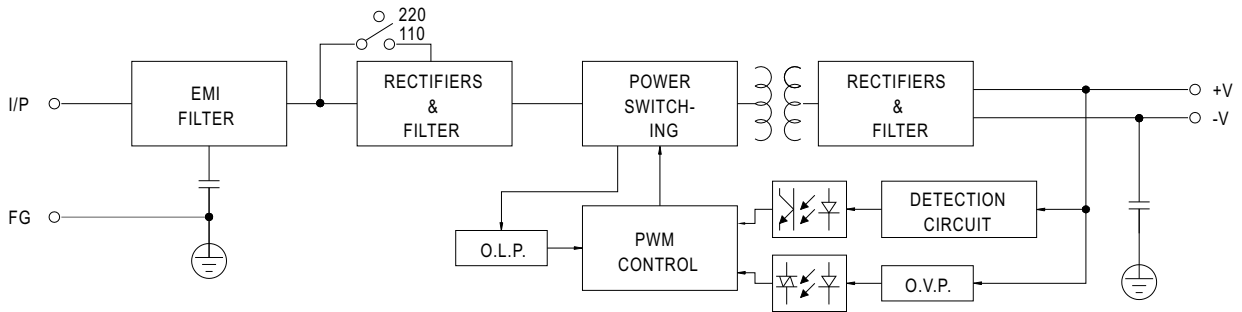 220
110
I/P
EMI
FILTER
RECTIFIERS
&
FILTER
POWER
SWITCH-
ING
RECTIFIERS
&
FILTER
+V
-V
FG
O.L.P.
PWM
CONTROL
DETECTION
CIRCUIT
O.V.P.